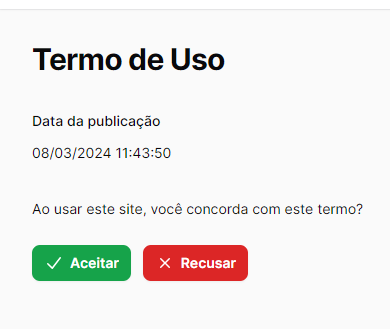 Termo de Uso
Data da publicação
08/03/2024 11:43:50
Ao usar este site, você concorda com este termo?
Aceitar Recusar